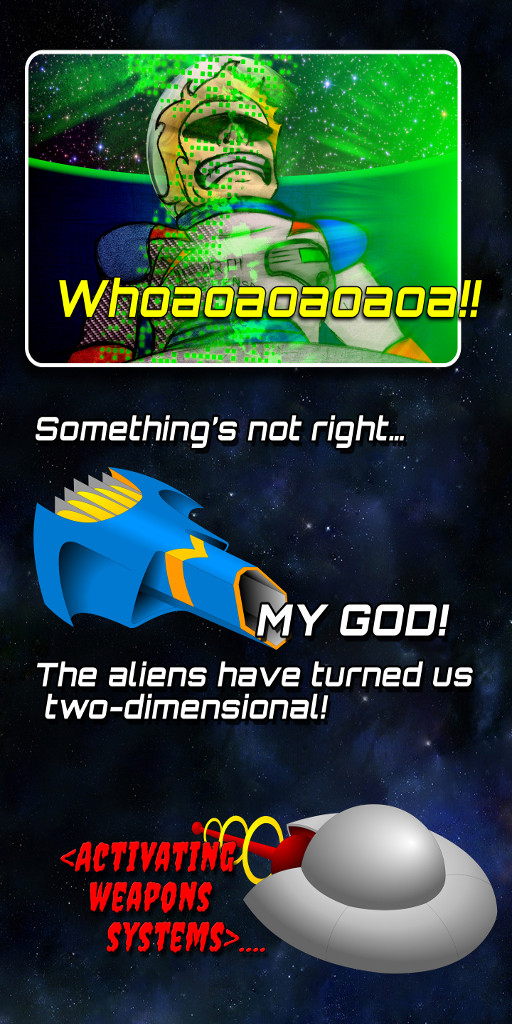 Whoaoaoaoaoa!!
Something's not right...
MY GOD!
The aliens have turned us
two-dimensional!
<ACTIVATING
WEAPONS
SYSTEMS>....